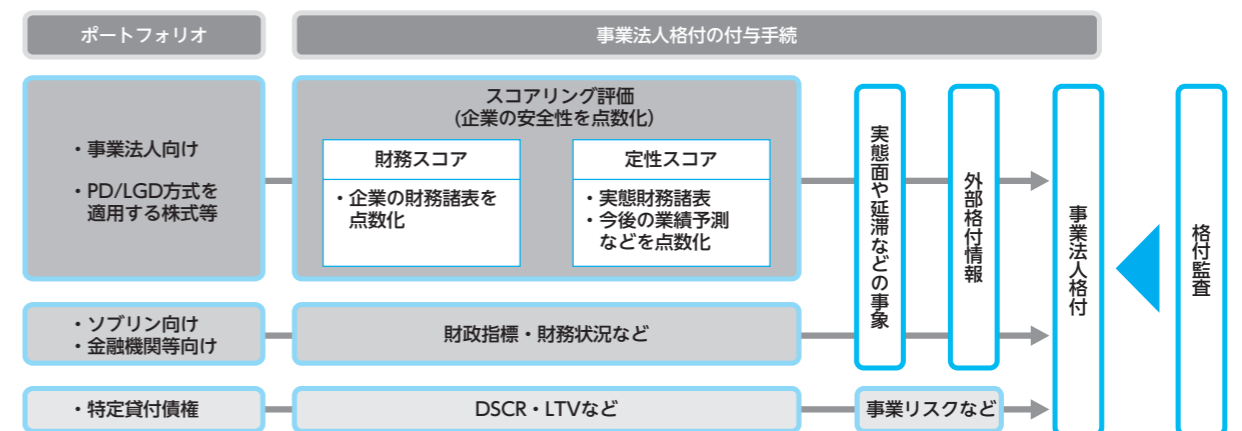 ポートフォリオ
事業法人格付の付与手続
・事業法人向け
・PD/LGD方式を
適用する株式等
スコアリング評価
(企業の安全性を点数化)
財務スコア
・企業の財務諸表を
点数化
定性スコア
・実態財務諸表
・今後の業績予測
などを点数化
実態面や延滞などの事象
外部格付情報
事業法人格付
格付監査
・ソブリン向け
・金融機関等向け
財政指標・財務状況など
・特定貸付債権
DSCR・LTVなど
事業リスクなど